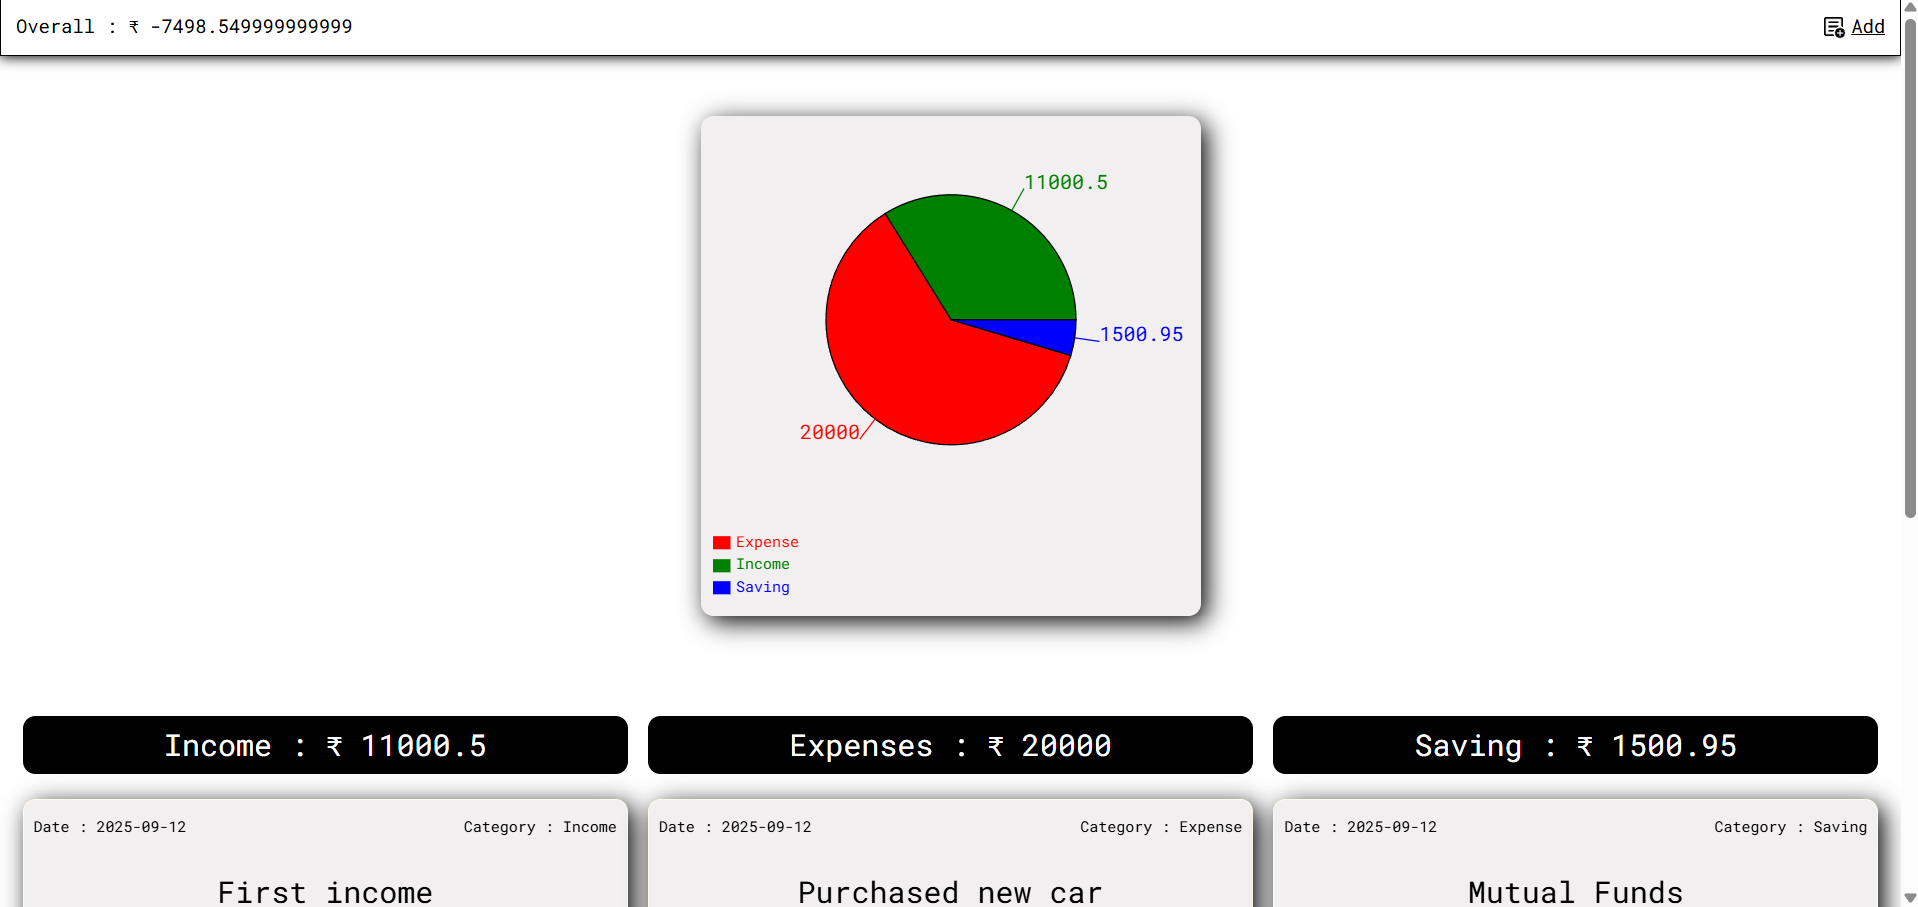 Overall : ₹ -7498.549999999999
Add
11000.5
1500.95
20000
Expense
Income
Saving
Income : ₹ 11000.5
Expenses : ₹ 20000
Saving : ₹ 1500.95
Date : 2025-09-12 Category : Income
First income
Date : 2025-09-12 Category : Expense
Purchased new car
Date : 2025-09-12 Category : Saving
Mutual Funds